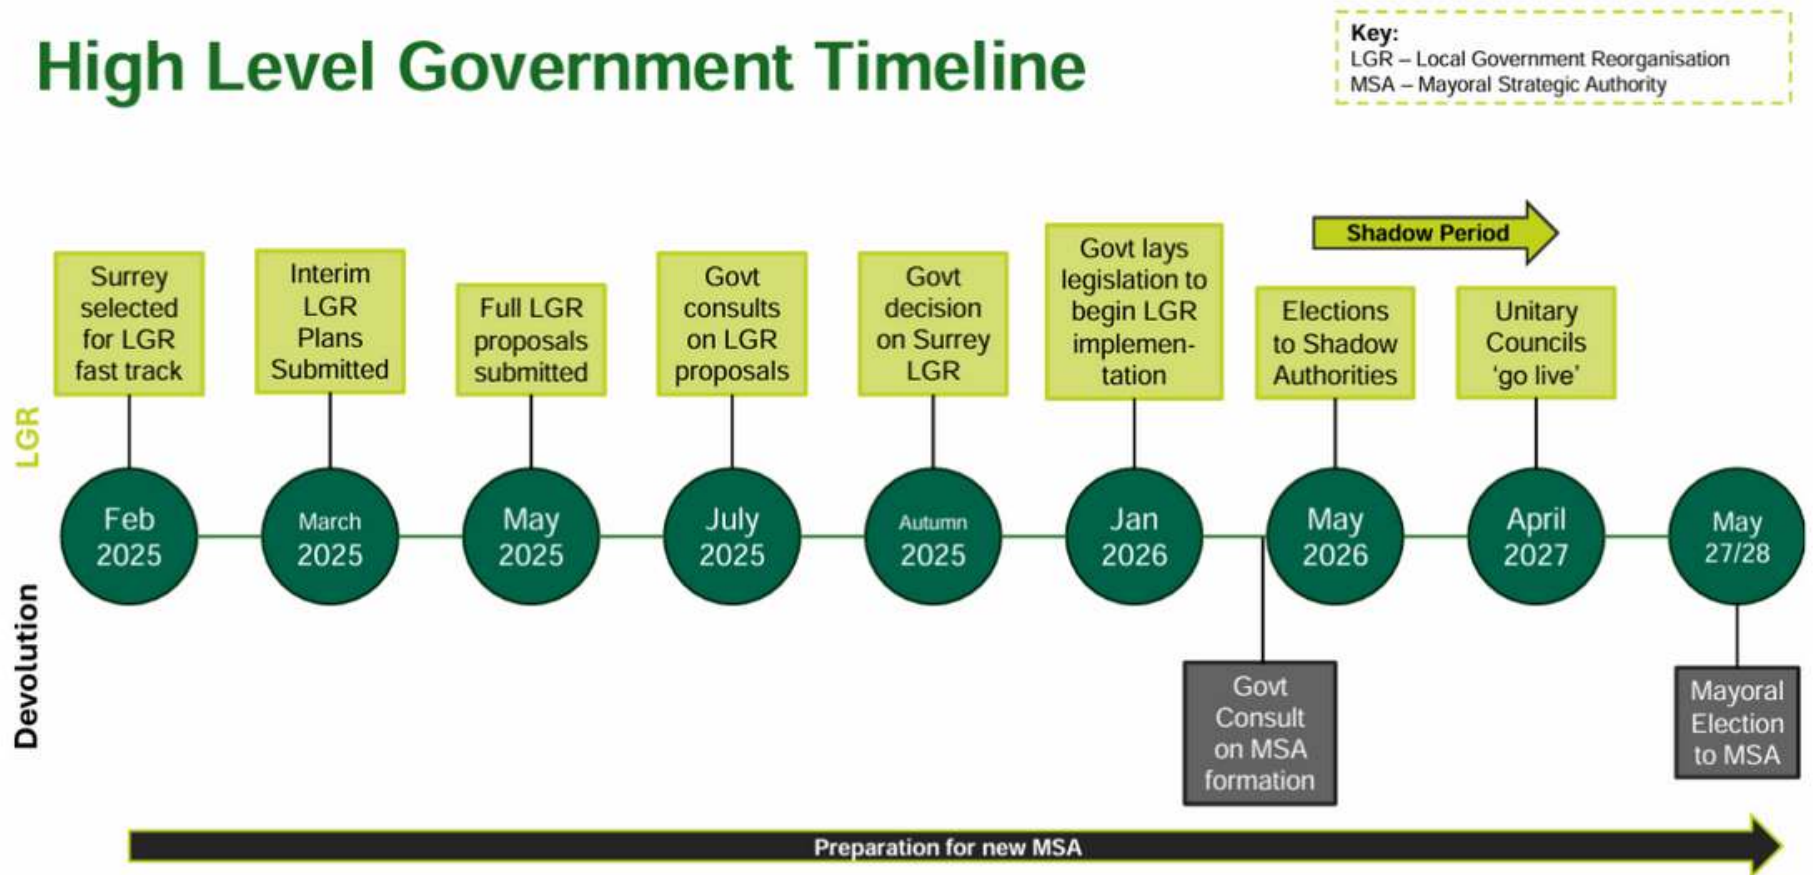 High Level Government Timeline
Key:
LGR – Local Government Reorganisation
MSA – Mayoral Strategic Authority
Shadow Period
Surrey
selected
for LGR
fast track
Interim
LGR
Plans
Submitted
Full LGR
proposals
submitted
Govt
consults
on LGR
proposals
Govt
decision
on Surrey
LGR
Govt lays
legislation to
begin LGR
implemen-
tation
Elections
to Shadow
Authorities
Unitary
Councils
‘go live’
LGR
Feb
2025
March
2025
May
2025
July
2025
Autumn
2025
Jan
2026
May
2026
April
2027
May
27/28
Devolution
Govt
Consult
on MSA
formation
Mayoral
Election
to MSA
Preparation for new MSA